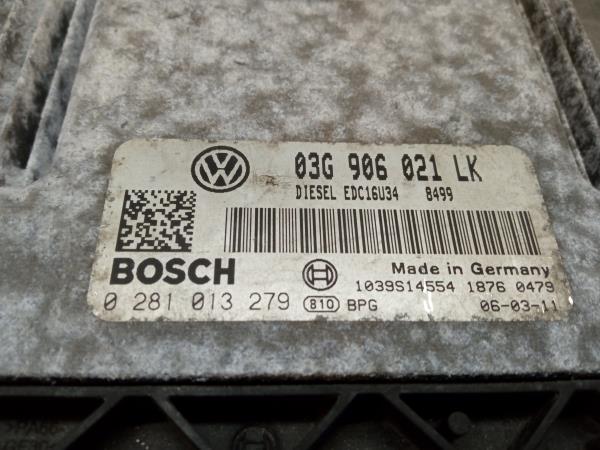 03G 906 021 LK
DIESEL EDC16U34 8499
BOSCH
Made in Germany
0 281 013 279 810 BPG
1039S14554 1876 0479
06-03-11
>PA66-